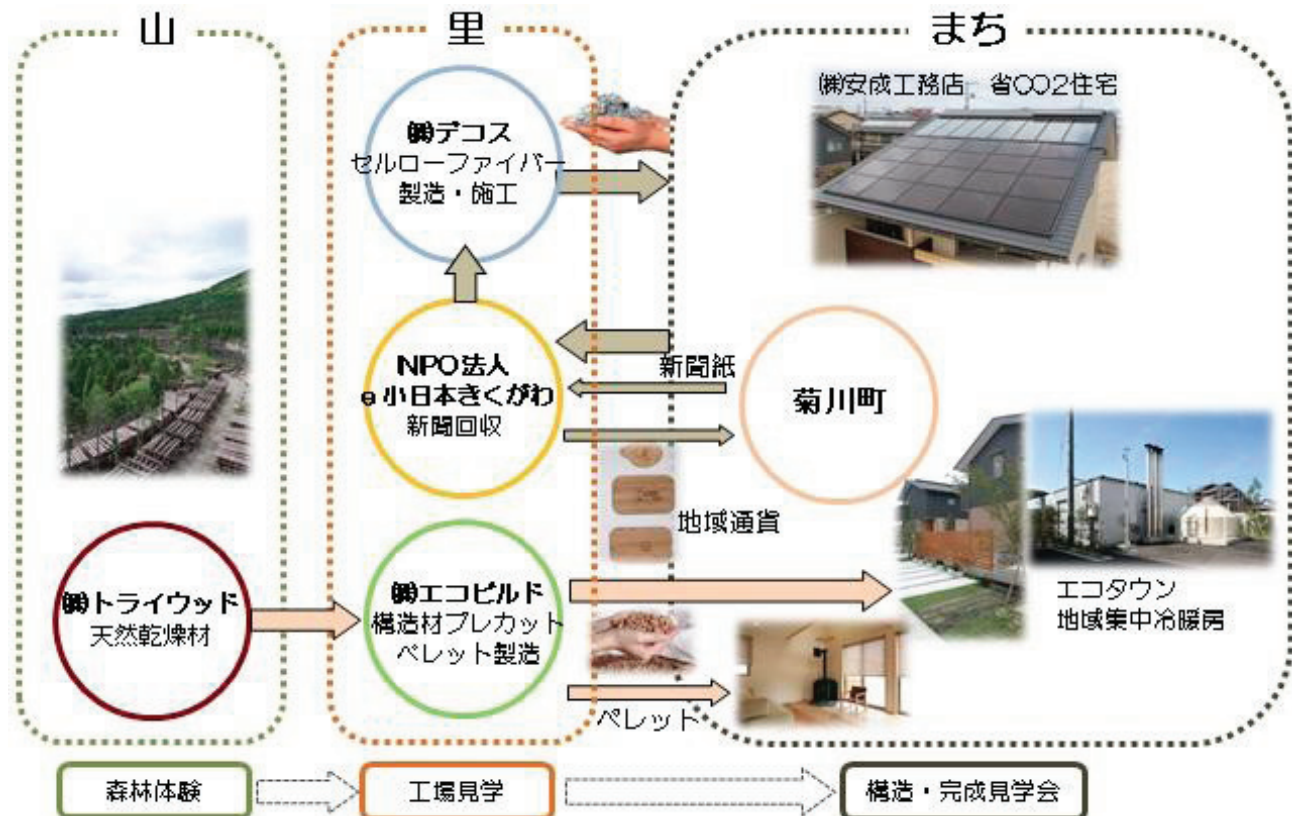 山
里
まち
㈱デコス
セルローファイバー
製造・施工
㈱安成工務店 省CO2住宅
NPO法人
e小日本きくがわ
新聞回収
新聞紙
菊川町
地域通貨
㈱トライウッド
天然乾燥材
㈱エコビルド
構造材プレカット
ペレット製造
エコタウン
地域集中冷暖房
ペレット
森林体験
工場見学
構造・完成見学会